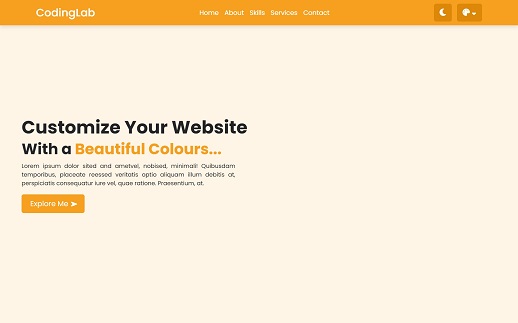 CodingLab
Home About Skills Services Contact
Customize Your Website
With a Beautiful Colours...
Lorem ipsum dolor sited and ametvel, nobised, minimali! Quibusdam
temporibus, placeate reessed veritatis optio aliquam illum debitis at,
perspiciatis consequatur iure vel, quae ratione. Praesentium, at.
Explore Me